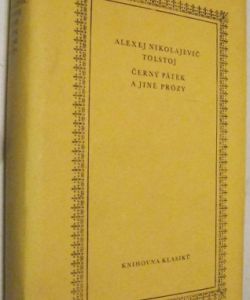 ALEXEJ NIKOLAJEVIČ
TOLSTOJ
ČERNÝ PÁTEK
A JINÉ PRÓZY
KNIHOVNA KLASIKŮ